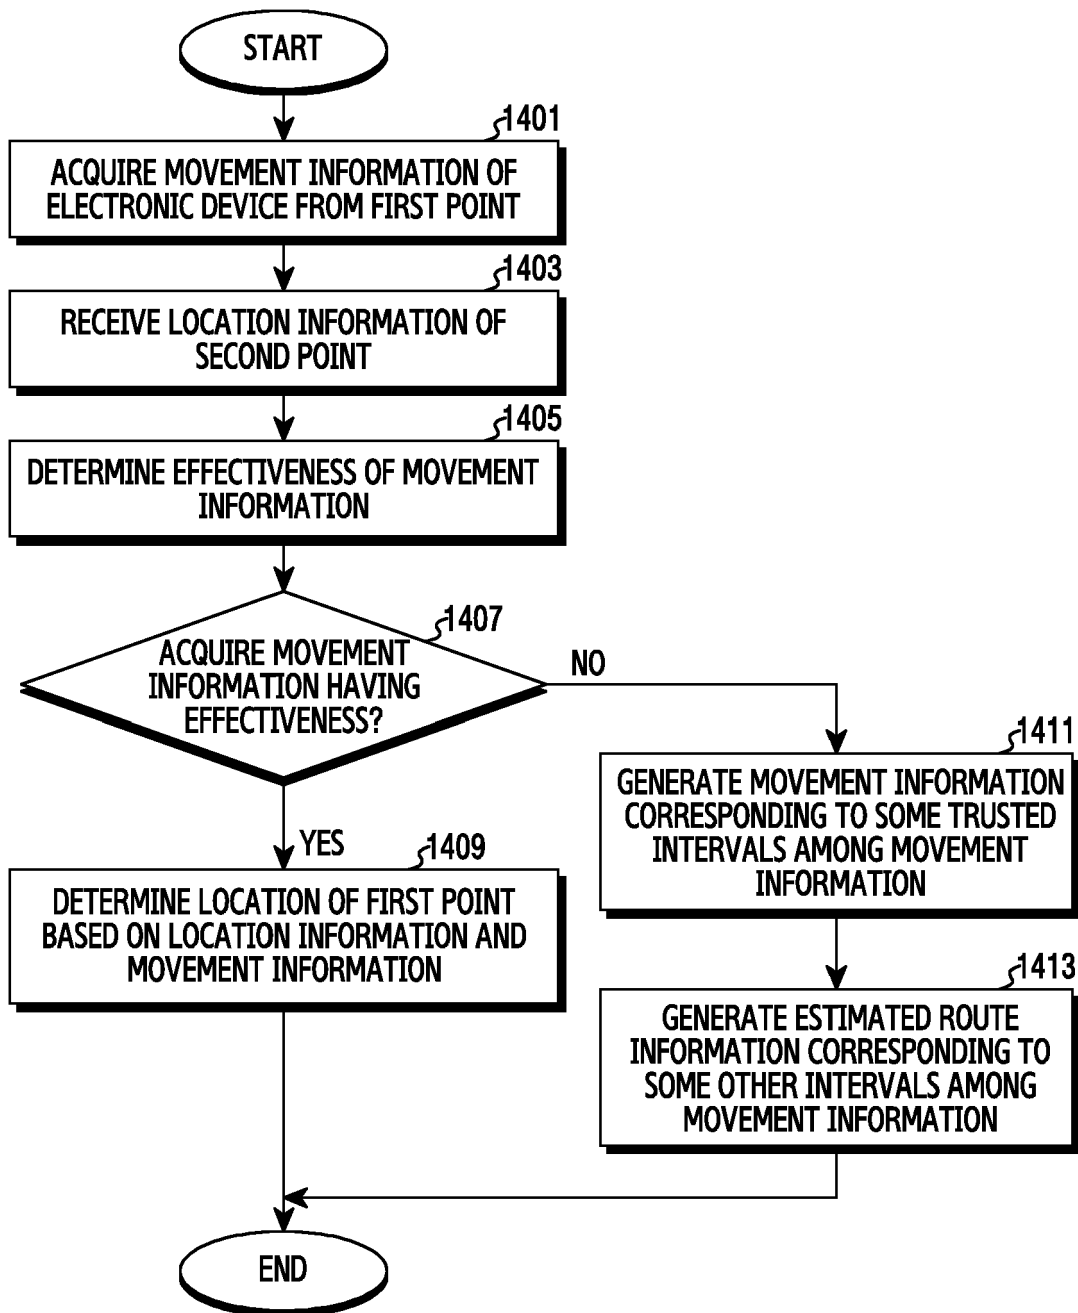 START
1401
ACQUIRE MOVEMENT INFORMATION OF
ELECTRONIC DEVICE FROM FIRST POINT
1403
RECEIVE LOCATION INFORMATION OF
SECOND POINT
1405
DETERMINE EFFECTIVENESS OF MOVEMENT
INFORMATION
1407
ACQUIRE MOVEMENT
INFORMATION HAVING
EFFECTIVENESS?
NO
YES
1409
DETERMINE LOCATION OF FIRST POINT
BASED ON LOCATION INFORMATION AND
MOVEMENT INFORMATION
1411
GENERATE MOVEMENT INFORMATION
CORRESPONDING TO SOME TRUSTED
INTERVALS AMONG MOVEMENT
INFORMATION
1413
GENERATE ESTIMATED ROUTE
INFORMATION CORRESPONDING TO
SOME OTHER INTERVALS AMONG
MOVEMENT INFORMATION
END